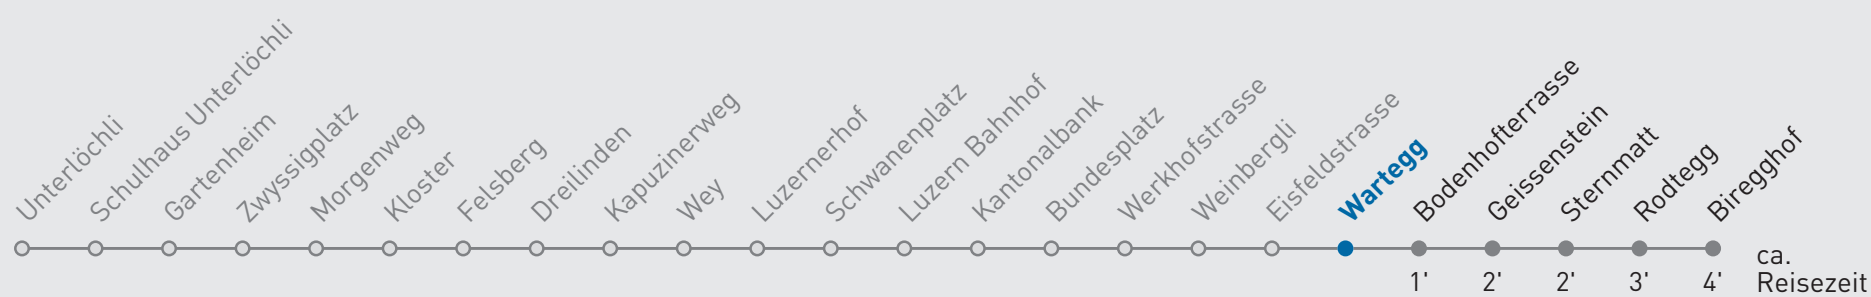 Unterlöchli
Schulhaus Unterlöchli
Gartenheim
Zwyssigplatz
Morgenweg
Kloster
Felsberg
Dreilinden
Kapuzinerweg
Wey
Luzernerhof
Schwanenplatz
Luzern Bahnhof
Kantonalbank
Bundesplatz
Werkhofstrasse
Weinbergli
Eisfeldstrasse
Wartegg
Bodenhofterrasse
Geissenstein
Sternmatt
Rodtegg
Biregghof
1' 2' 2' 3' 4'
ca.
Reisezeit